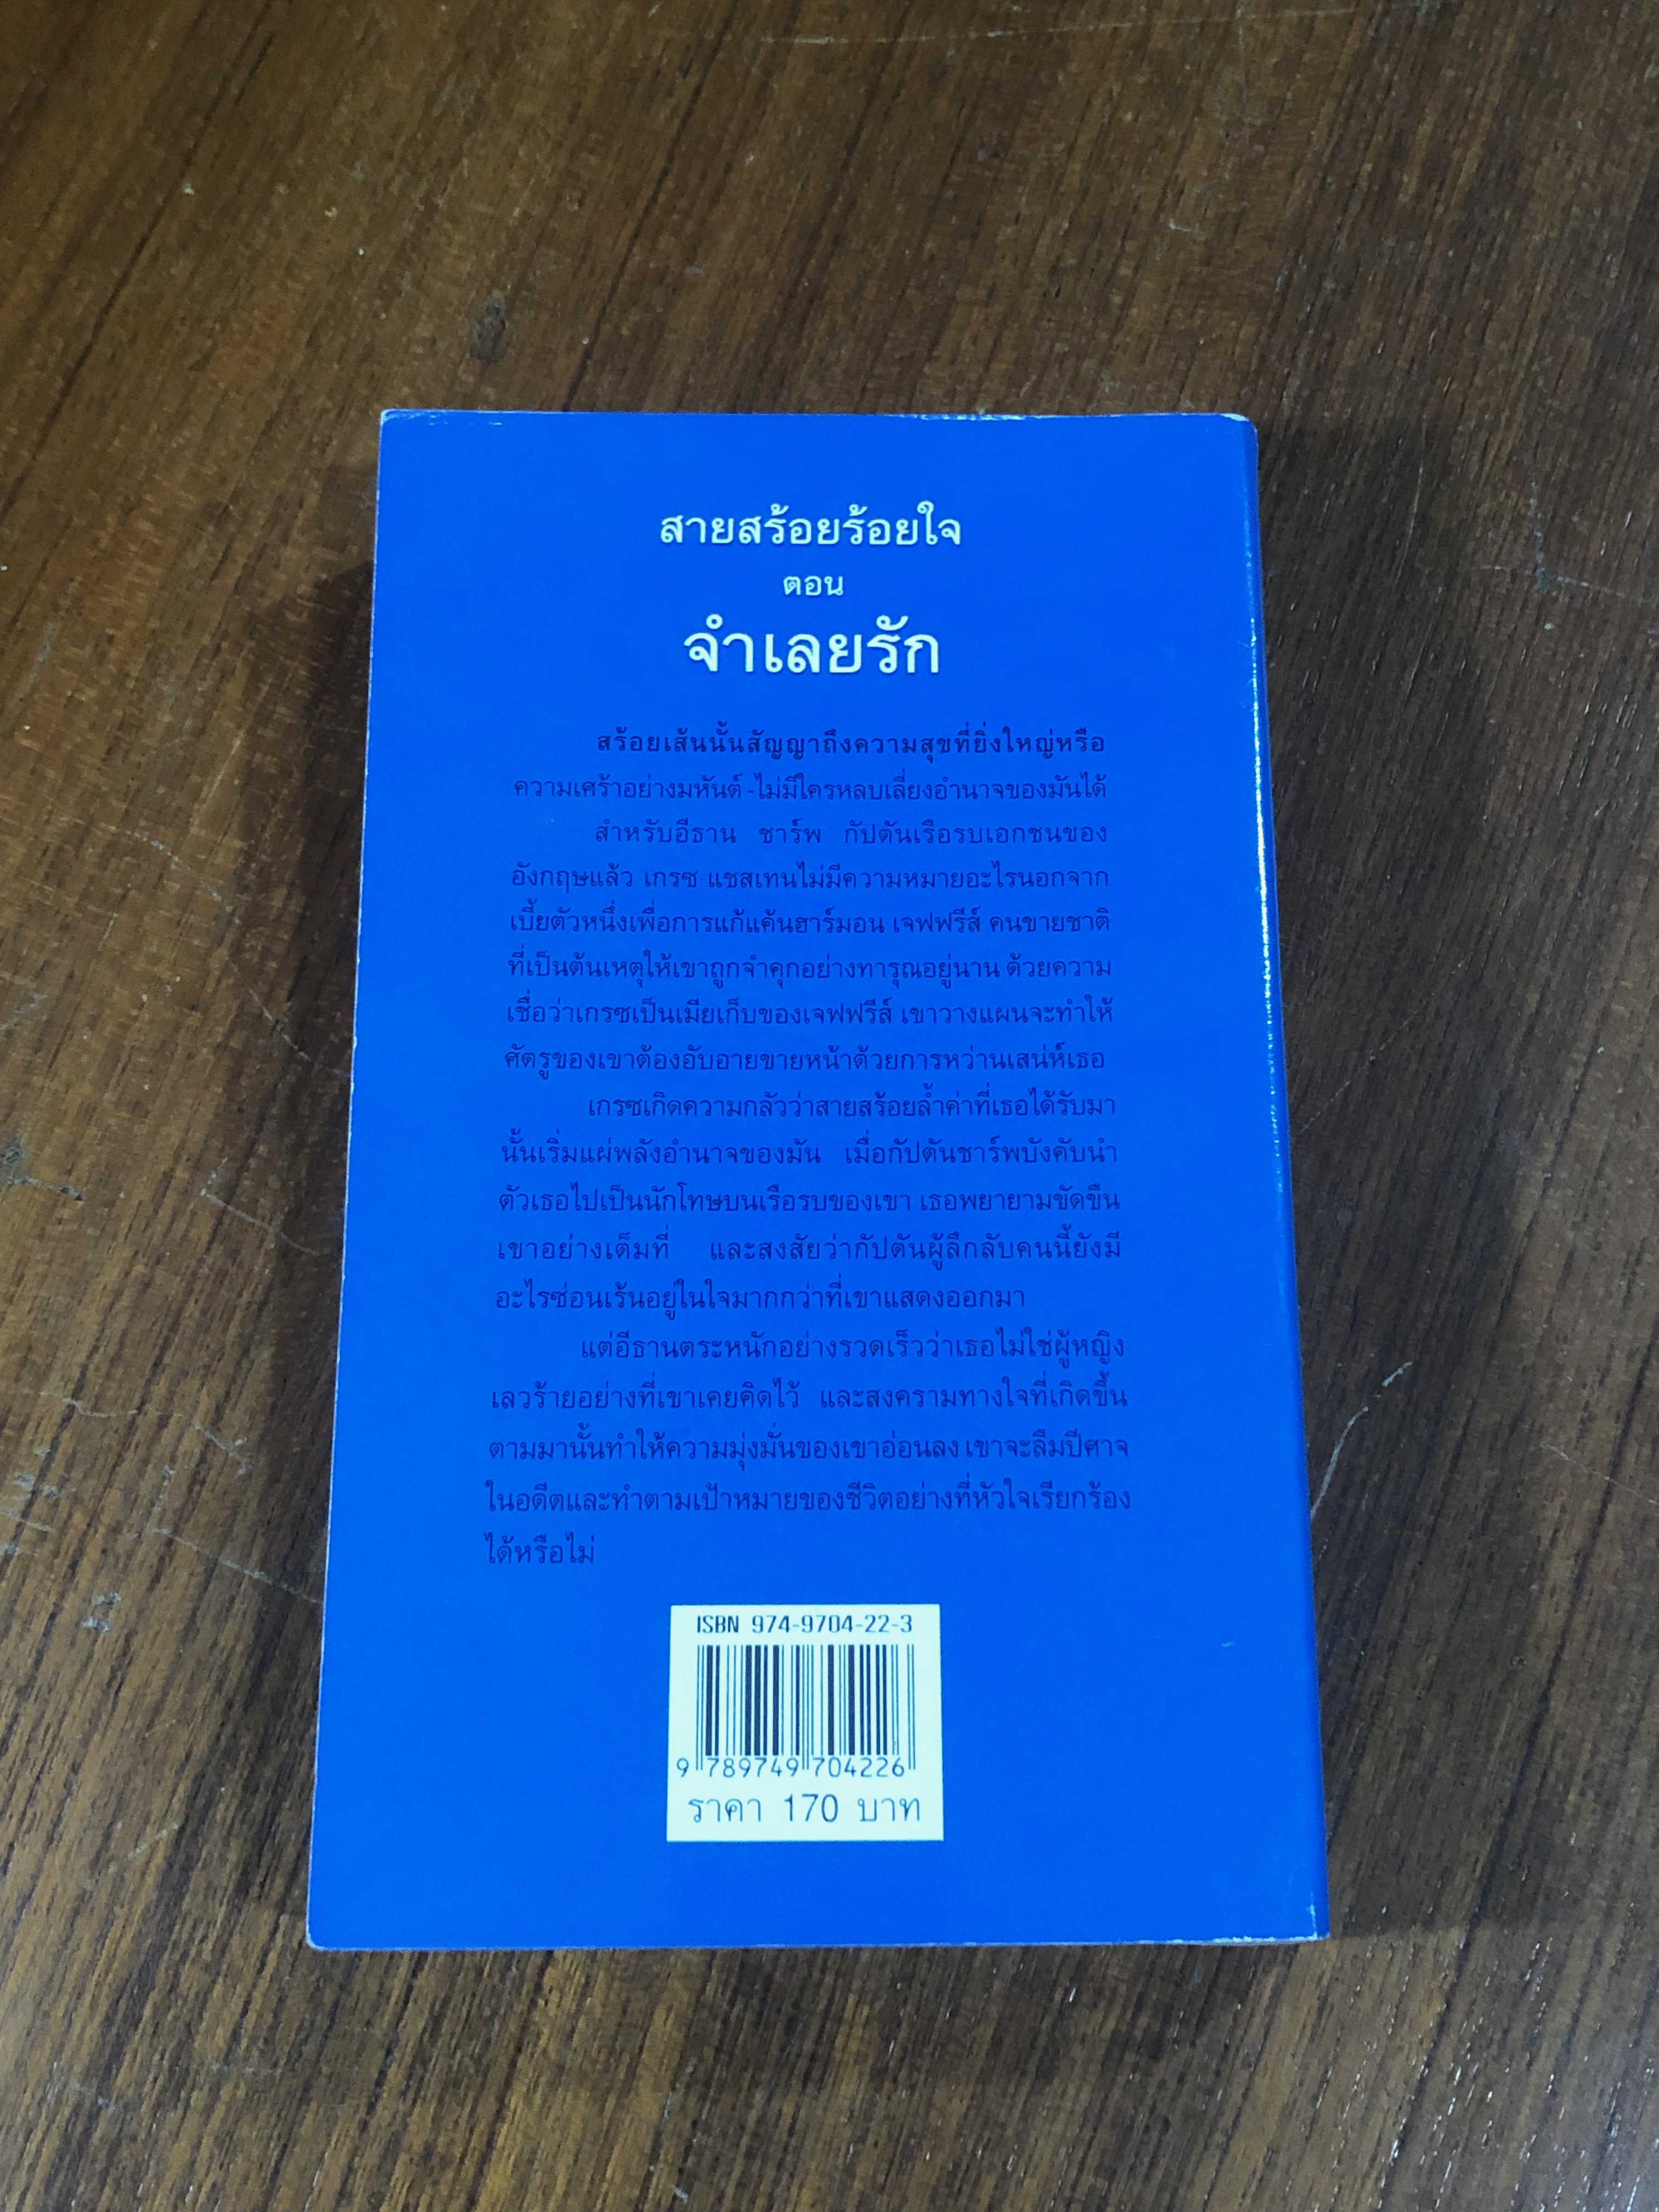 สายสร้อยร้อยใจ
ตอน
จำเลยรัก
สร้อยเส้นนั้นสัญญาถึงความสุขที่ยิ่งใหญ่หรือ
ความเศร้าอย่างมหันต์ -ไม่มีใครหลบเลี่ยงอำนาจของมันได้
สำหรับอีธาน ชาร์พ กัปตันเรือรบเอกชนของ
อังกฤษแล้ว เกรซ แชสเทนไม่มีความหมายอะไรนอกจาก
เบี้ยตัวหนึ่งเพื่อการแก้แค้นฮาร์มอน เจฟฟรีส์ คนขายชาติ
ที่เป็นต้นเหตุให้เขาถูกจำคุกอย่างทารุณอยู่นาน ด้วยความ
เชื่อว่าเกรซเป็นเมียเก็บของเจฟฟรีส์ เขาวางแผนจะทำให้
ศัตรูของเขาต้องอับอายขายหน้าด้วยการหว่านเสน่ห์เธอ
เกรซเกิดความกลัวว่าสายสร้อยล้ำค่าที่เธอได้รับมา
นั้นเริ่มแผ่พลังอำนาจของมัน เมื่อกัปตันชาร์พบังคับนำ
ตัวเธอไปเป็นนักโทษบนเรือรบของเขา เธอพยายามขัดขืน
เขาอย่างเต็มที่ และสงสัยว่ากัปตันผู้ลึกลับคนนี้ยังมี
อะไรซ่อนเร้นอยู่ในใจมากกว่าที่เขาแสดงออกมา
แต่อีธานตระหนักอย่างรวดเร็วว่าเธอไม่ใช่ผู้หญิง
เลวร้ายอย่างที่เขาเคยคิดไว้ และสงครามทางใจที่เกิดขึ้น
ตามมานั้นทำให้ความมุ่งมั่นของเขาอ่อนลง เขาจะลืมปีศาจ
ในอดีตและทำตามเป้าหมายของชีวิตอย่างที่หัวใจเรียกร้อง
ได้หรือไม่
ISBN 974-9704-22-3
9 789749 704226
ราคา 170 บาท